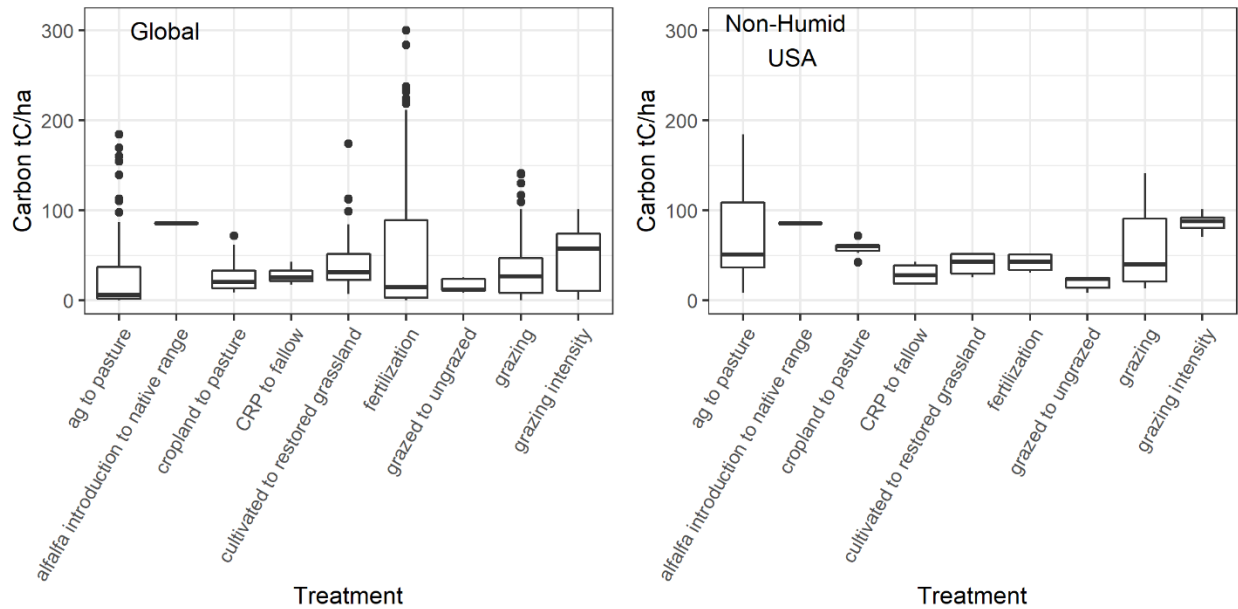 Global
Carbon tC/ha
300
200
100
0
ag to pasture
alfalfa introduction to native range
cropland to pasture
CRP to fallow
cultivated to restored grassland
fertilization
grazed to ungrazed
grazing
grazing intensity
Treatment
Non-Humid
USA
Carbon tC/ha
300
200
100
0
ag to pasture
alfalfa introduction to native range
cropland to pasture
CRP to fallow
cultivated to restored grassland
fertilization
grazed to ungrazed
grazing
grazing intensity
Treatment